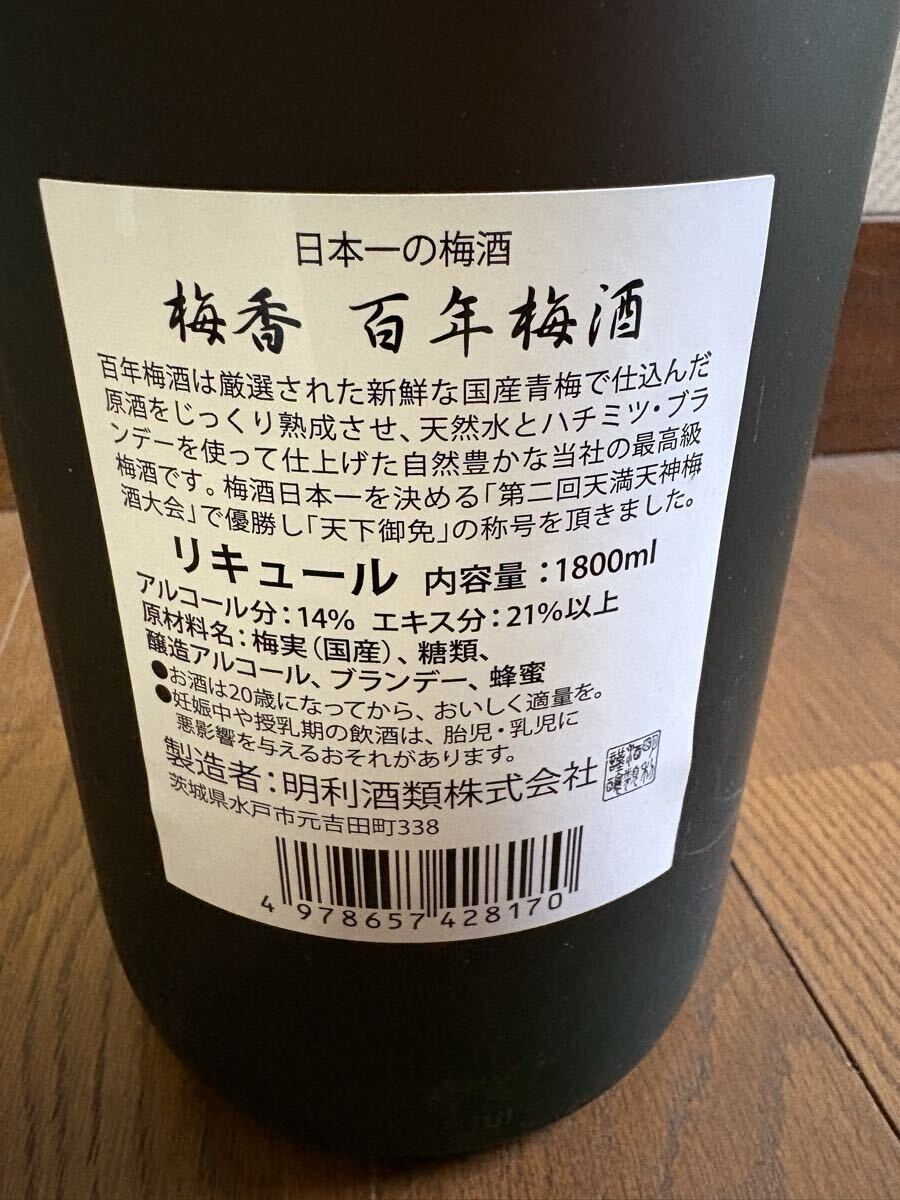 日本一の梅酒
梅香 百年梅酒
百年梅酒は厳選された新鮮な国産青梅で仕込んだ
原酒をじっくり熟成させ、天然水とハチミツ・ブラ
ンデーを使って仕上げた自然豊かな当社の最高級
梅酒です。梅酒日本一を決める「第二回天満天神梅
酒大会」で優勝し「天下御免」の称号を頂きました。
リキュール 内容量：1800ml
アルコール分：14% エキス分：21%以上
原材料名：梅実（国産）、糖類、
醸造アルコール、ブランデー、蜂蜜
●お酒は20歳になってから、おいしく適量を。
●妊娠中や授乳期の飲酒は、胎児・乳児に
悪影響を与えるおそれがあります。
製造者：明利酒類株式会社
明利酒類謹醸
茨城県水戸市元吉田町338
4 978657 428170